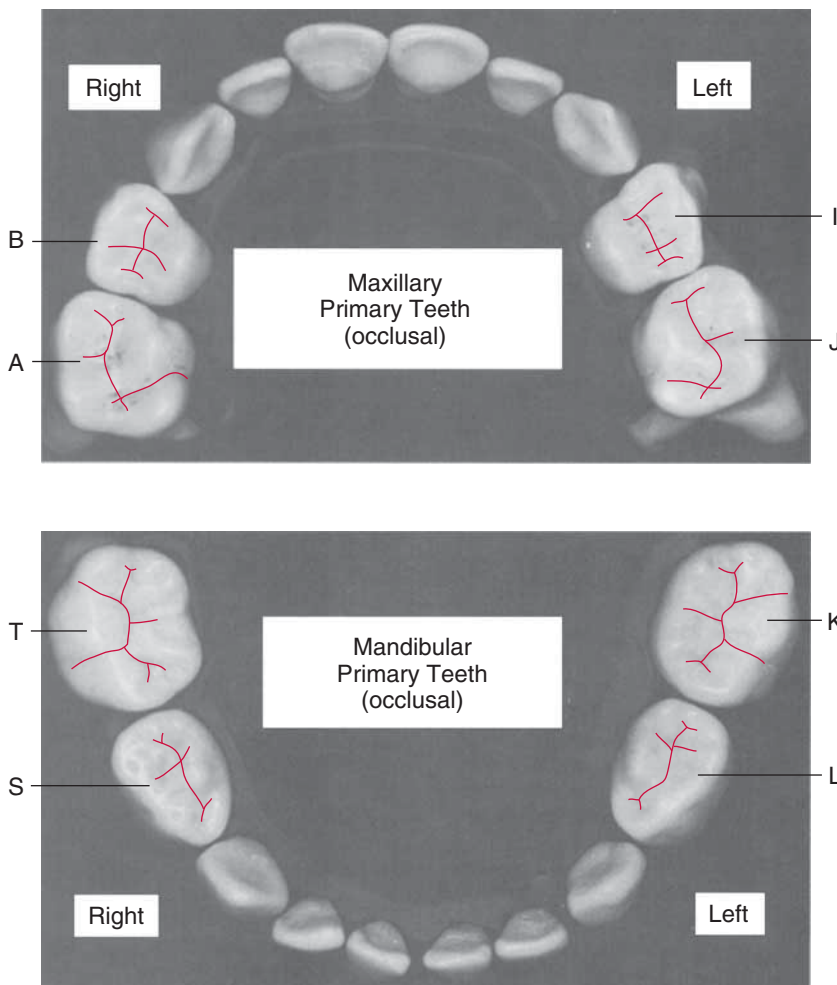 Right
Left
B
I
Maxillary
Primary Teeth
(occlusal)
A
J
T
K
Mandibular
Primary Teeth
(occlusal)
S
L
Right
Left